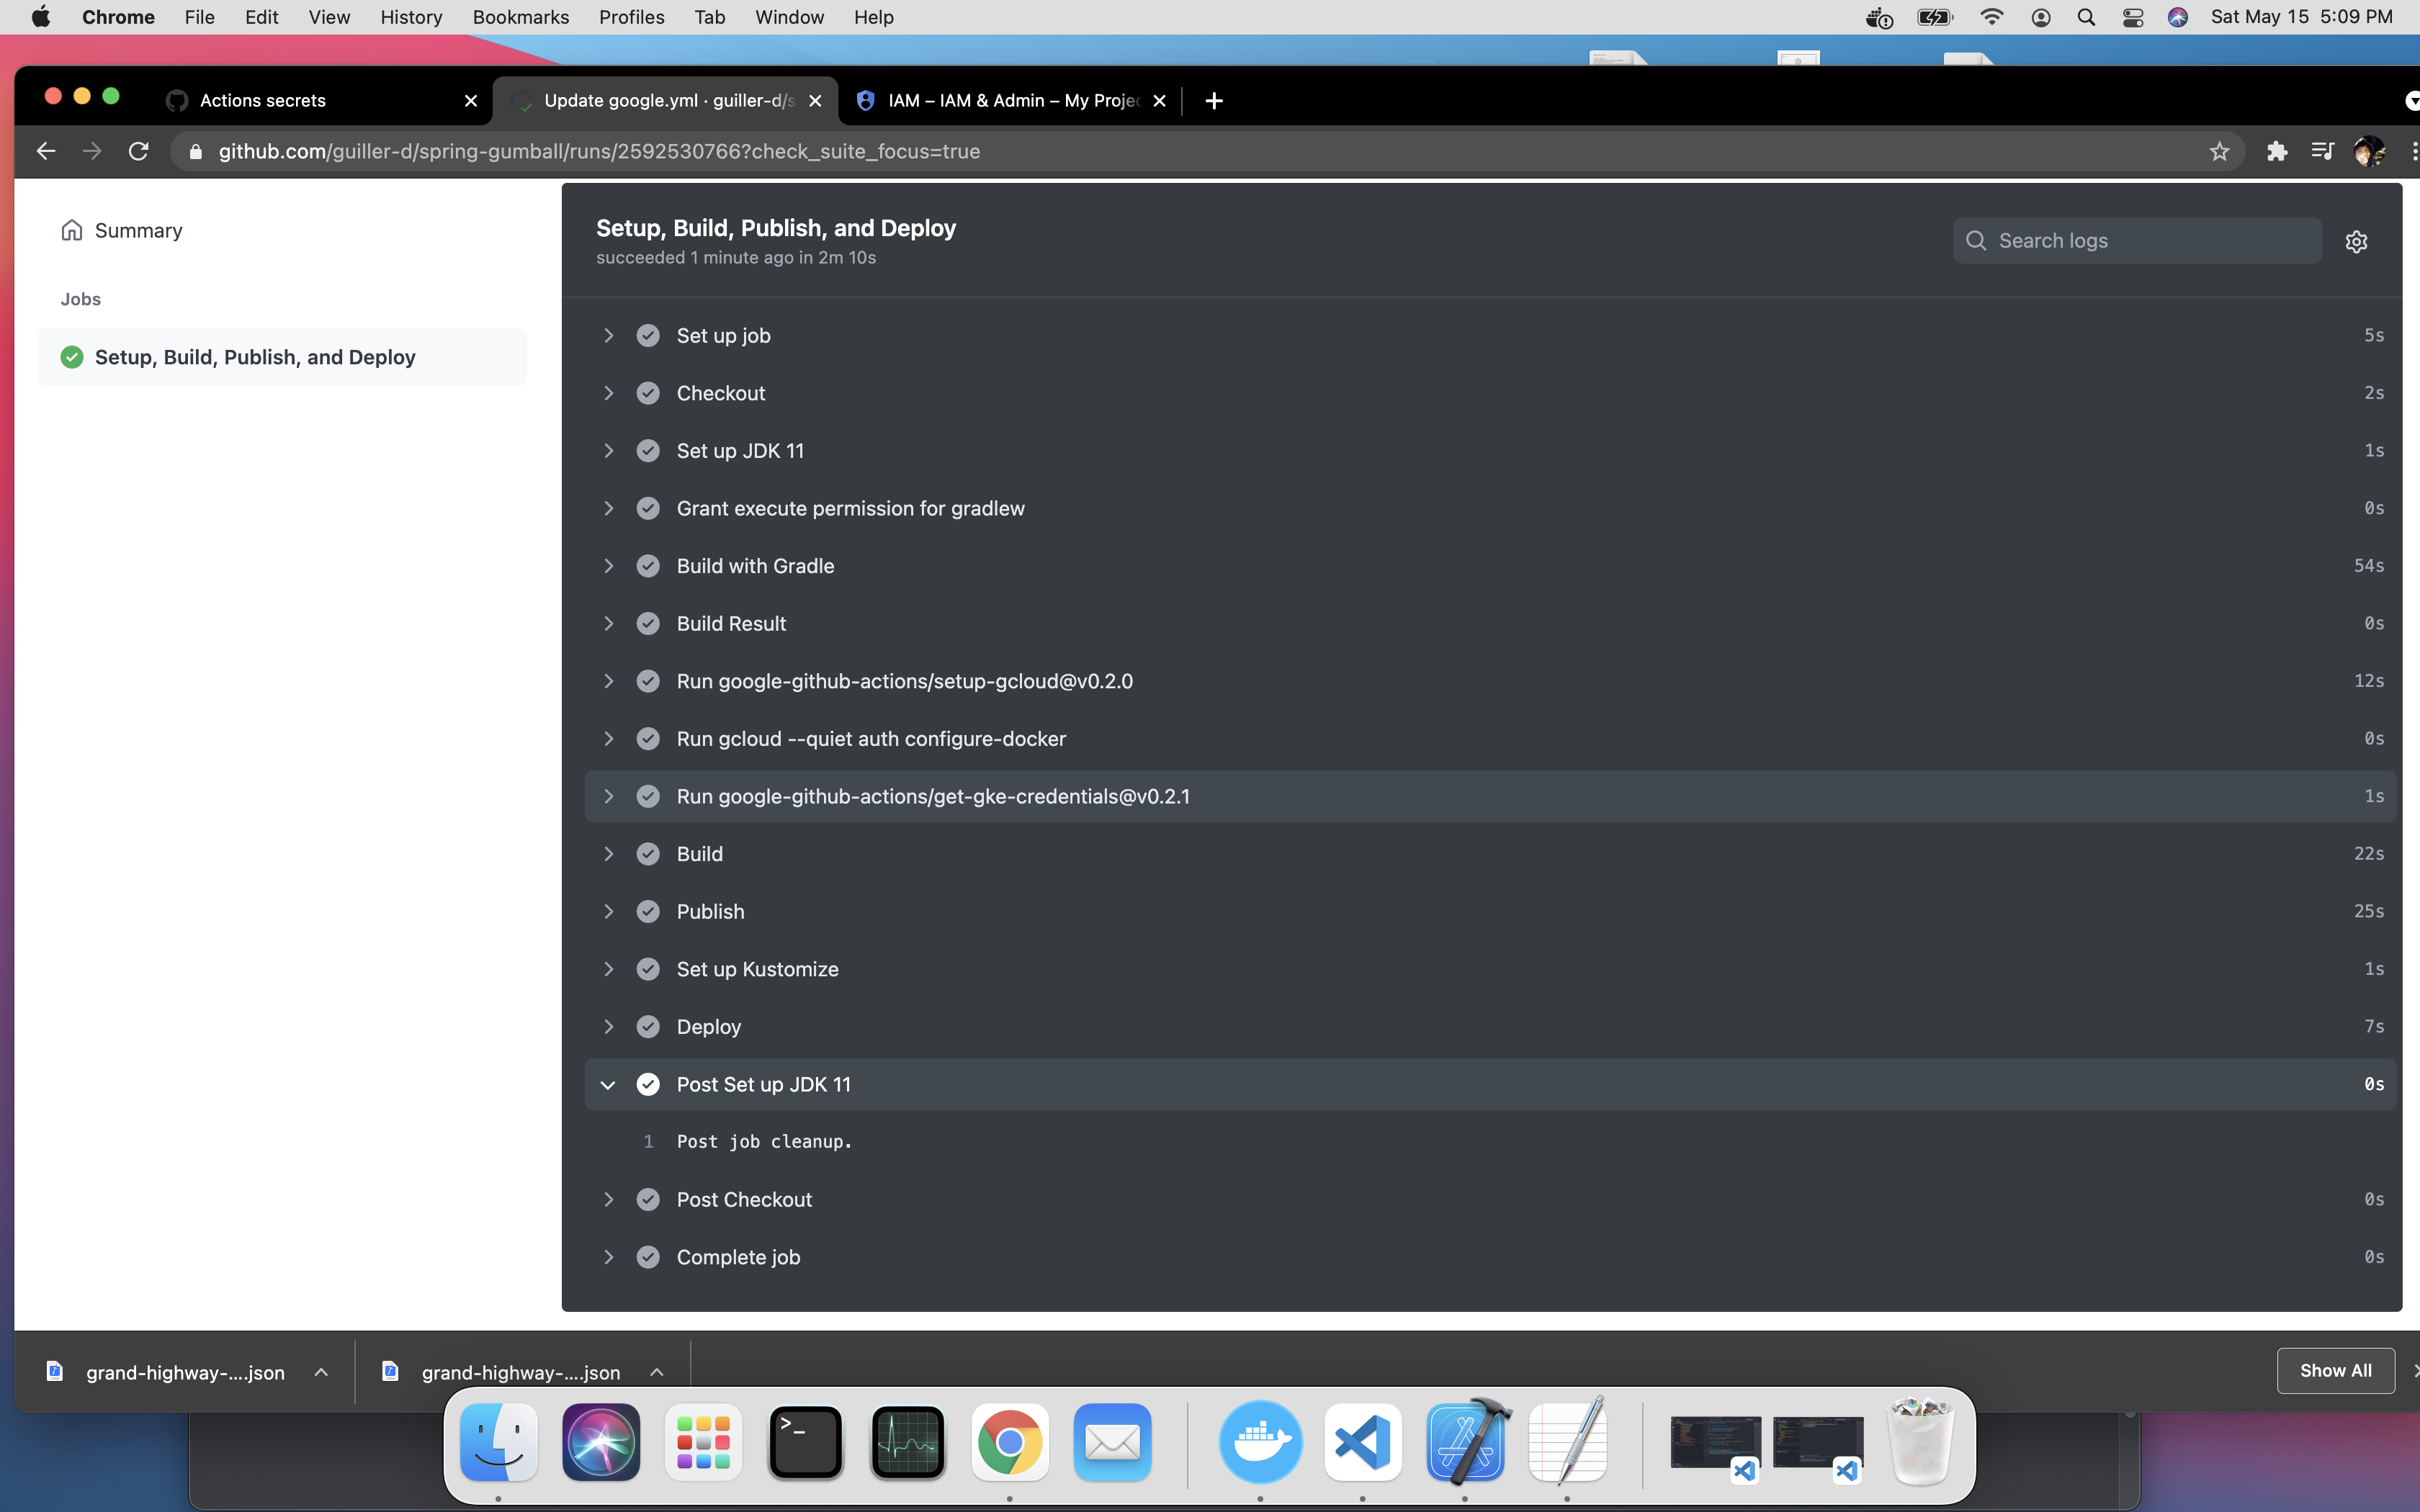 Chrome File Edit View History Bookmarks Profiles Tab Window Help Sat May 15 5:09 PM
Actions secrets Update google.yml · guiller-d/s IAM – IAM & Admin – My Projec
github.com/guiller-d/spring-gumball/runs/2592530766?check_suite_focus=true
Summary
Jobs
Setup, Build, Publish, and Deploy
Setup, Build, Publish, and Deploy
succeeded 1 minute ago in 2m 10s
Search logs
Set up job 5s
Checkout 2s
Set up JDK 11 1s
Grant execute permission for gradlew 0s
Build with Gradle 54s
Build Result 0s
Run google-github-actions/setup-gcloud@v0.2.0 12s
Run gcloud --quiet auth configure-docker 0s
Run google-github-actions/get-gke-credentials@v0.2.1 1s
Build 22s
Publish 25s
Set up Kustomize 1s
Deploy 7s
Post Set up JDK 11 0s
1 Post job cleanup.
Post Checkout 0s
Complete job 0s
grand-highway-....json grand-highway-....json Show All